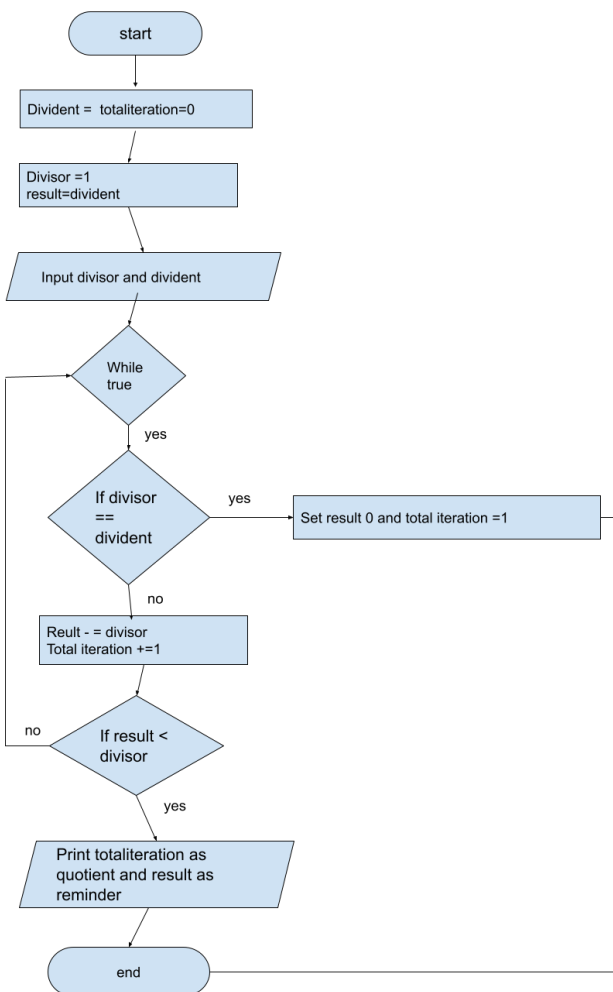 start
Divident =  totaliteration=0
Divisor =1
result=divident
Input divisor and divident
While
true
yes
If divisor
==
divident
yes
Set result 0 and total iteration =1
no
Reult - = divisor
Total iteration +=1
no
If result <
divisor
yes
Print totaliteration as
quotient and result as
reminder
end